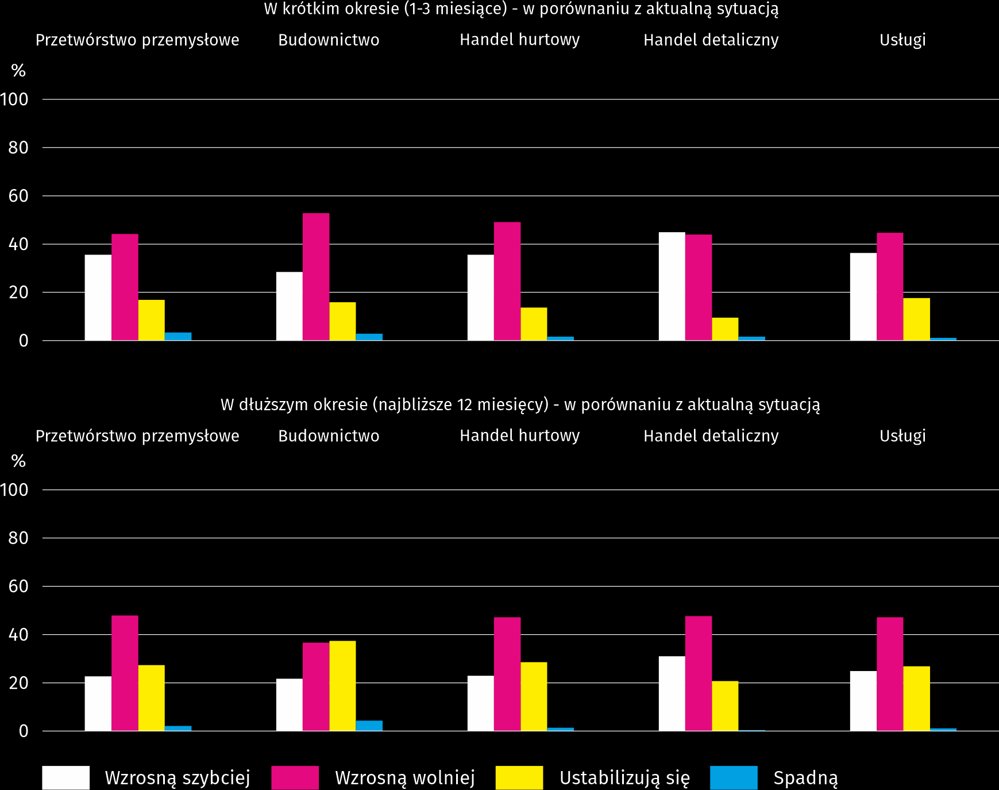 W krótkim okresie (1-3 miesiące) - w porównaniu z aktualną sytuacją
Przetwórstwo przemysłowe Budownictwo Handel hurtowy Handel detaliczny Usługi
%
100
80
60
40
20
0
W dłuższym okresie (najbliższe 12 miesięcy) - w porównaniu z aktualną sytuacją
Przetwórstwo przemysłowe Budownictwo Handel hurtowy Handel detaliczny Usługi
%
100
80
60
40
20
0
Wzrosną szybciej Wzrosną wolniej Ustabilizują się Spadną